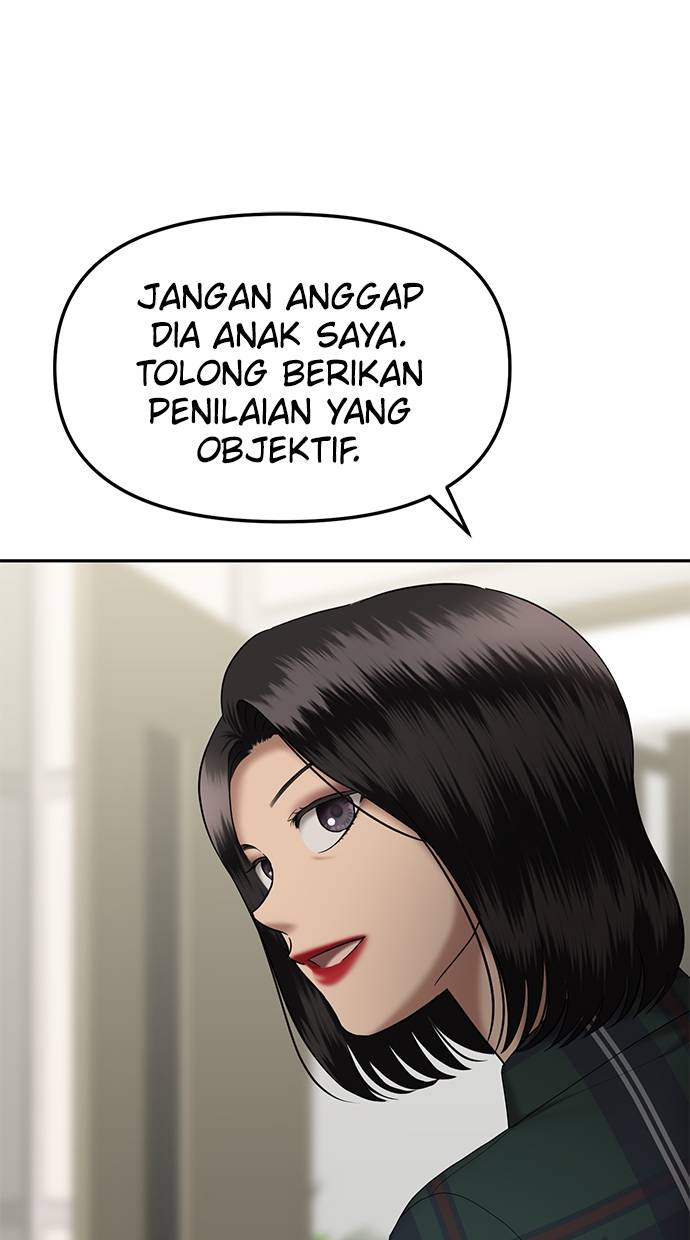 JANGAN ANGGAP
DIA ANAK SAYA.
TOLONG BERIKAN
PENILAIAN YANG
OBJEKTIF.